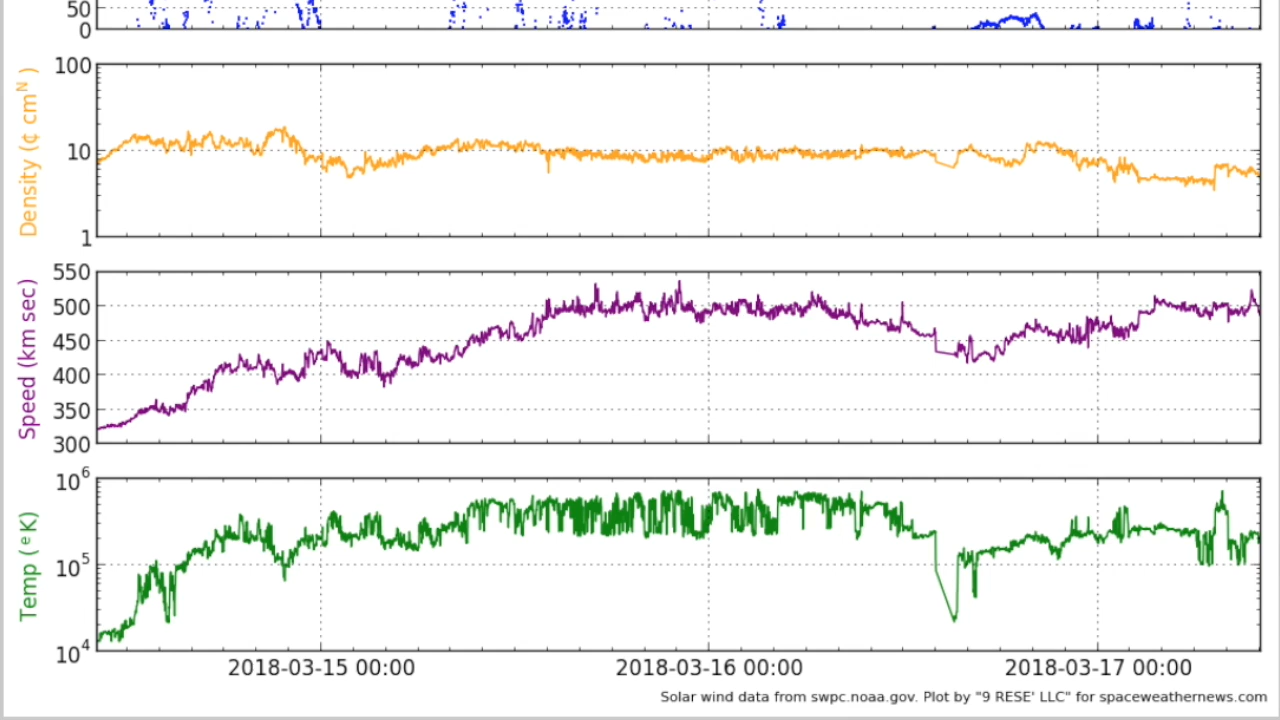 50
0
100
10
1
Density (¢ cmᴺ )
550
500
450
400
350
300
Speed (km sec)
10⁶
10⁵
10⁴
Temp ( ᵉ K)
2018-03-15 00:00 2018-03-16 00:00 2018-03-17 00:00
Solar wind data from swpc.noaa.gov. Plot by "9 RESE' LLC" for spaceweathernews.com